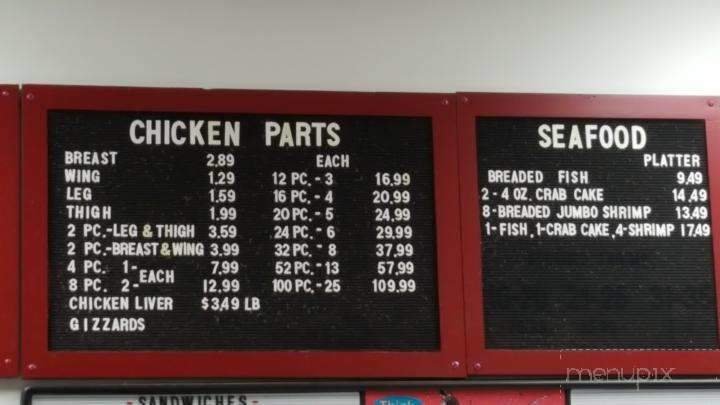 CHICKEN PARTS
BREAST 2.89
WING 1.29
LEG 1.59
THIGH 1.99
2 PC.-LEG & THIGH 3.59
2 PC.-BREAST & WING 3.99
4 PC. 1- EACH 7.99
8 PC. 2- 12.99
CHICKEN LIVER $3.49 LB
GIZZARDS
EACH
12 PC.- 3 16.99
16 PC.- 4 20.99
20 PC.- 5 24.99
24 PC.- 6 29.99
32 PC.- 8 37.99
52 PC.- 13 57.99
100 PC.- 25 109.99
SEAFOOD
PLATTER
BREADED FISH 9.49
2 - 4 OZ. CRAB CAKE 14.49
8-BREADED JUMBO SHRIMP 13.49
1- FISH, 1-CRAB CAKE, 4-SHRIMP 17.49
-SANDWICHES-
Think
menupix